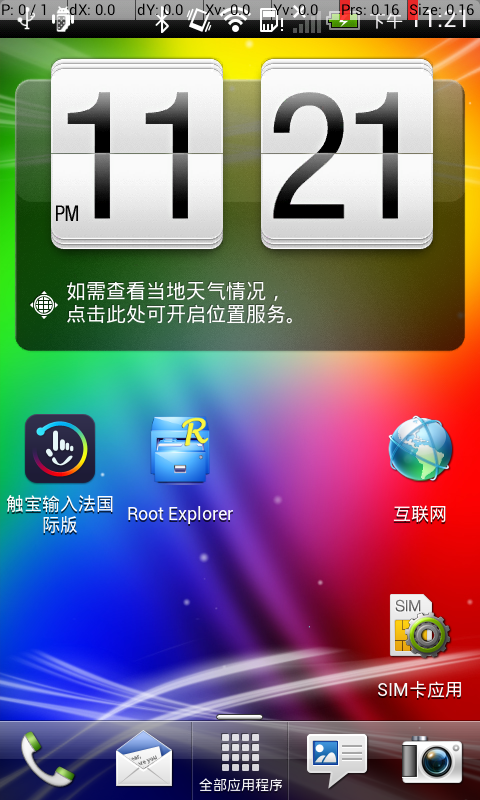 P: 0 / 1 dX: 0.0 dY: 0.0 Xv: 0.0 Yv: 0.0 Prs: 0.16 Size: 0.16
下午 11:21
11 21
PM
如需查看当地天气情况，
点击此处可开启位置服务。
触宝输入法国
际版
Root Explorer
互联网
SIM
SIM卡应用
全部应用程序